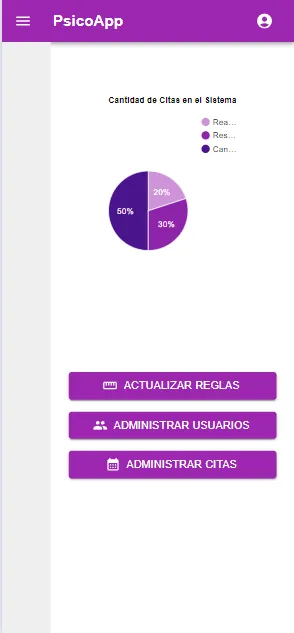 PsicoApp
Cantidad de Citas en el Sistema
Rea...
Res...
Can...
20%
50%
30%
ACTUALIZAR REGLAS
ADMINISTRAR USUARIOS
ADMINISTRAR CITAS